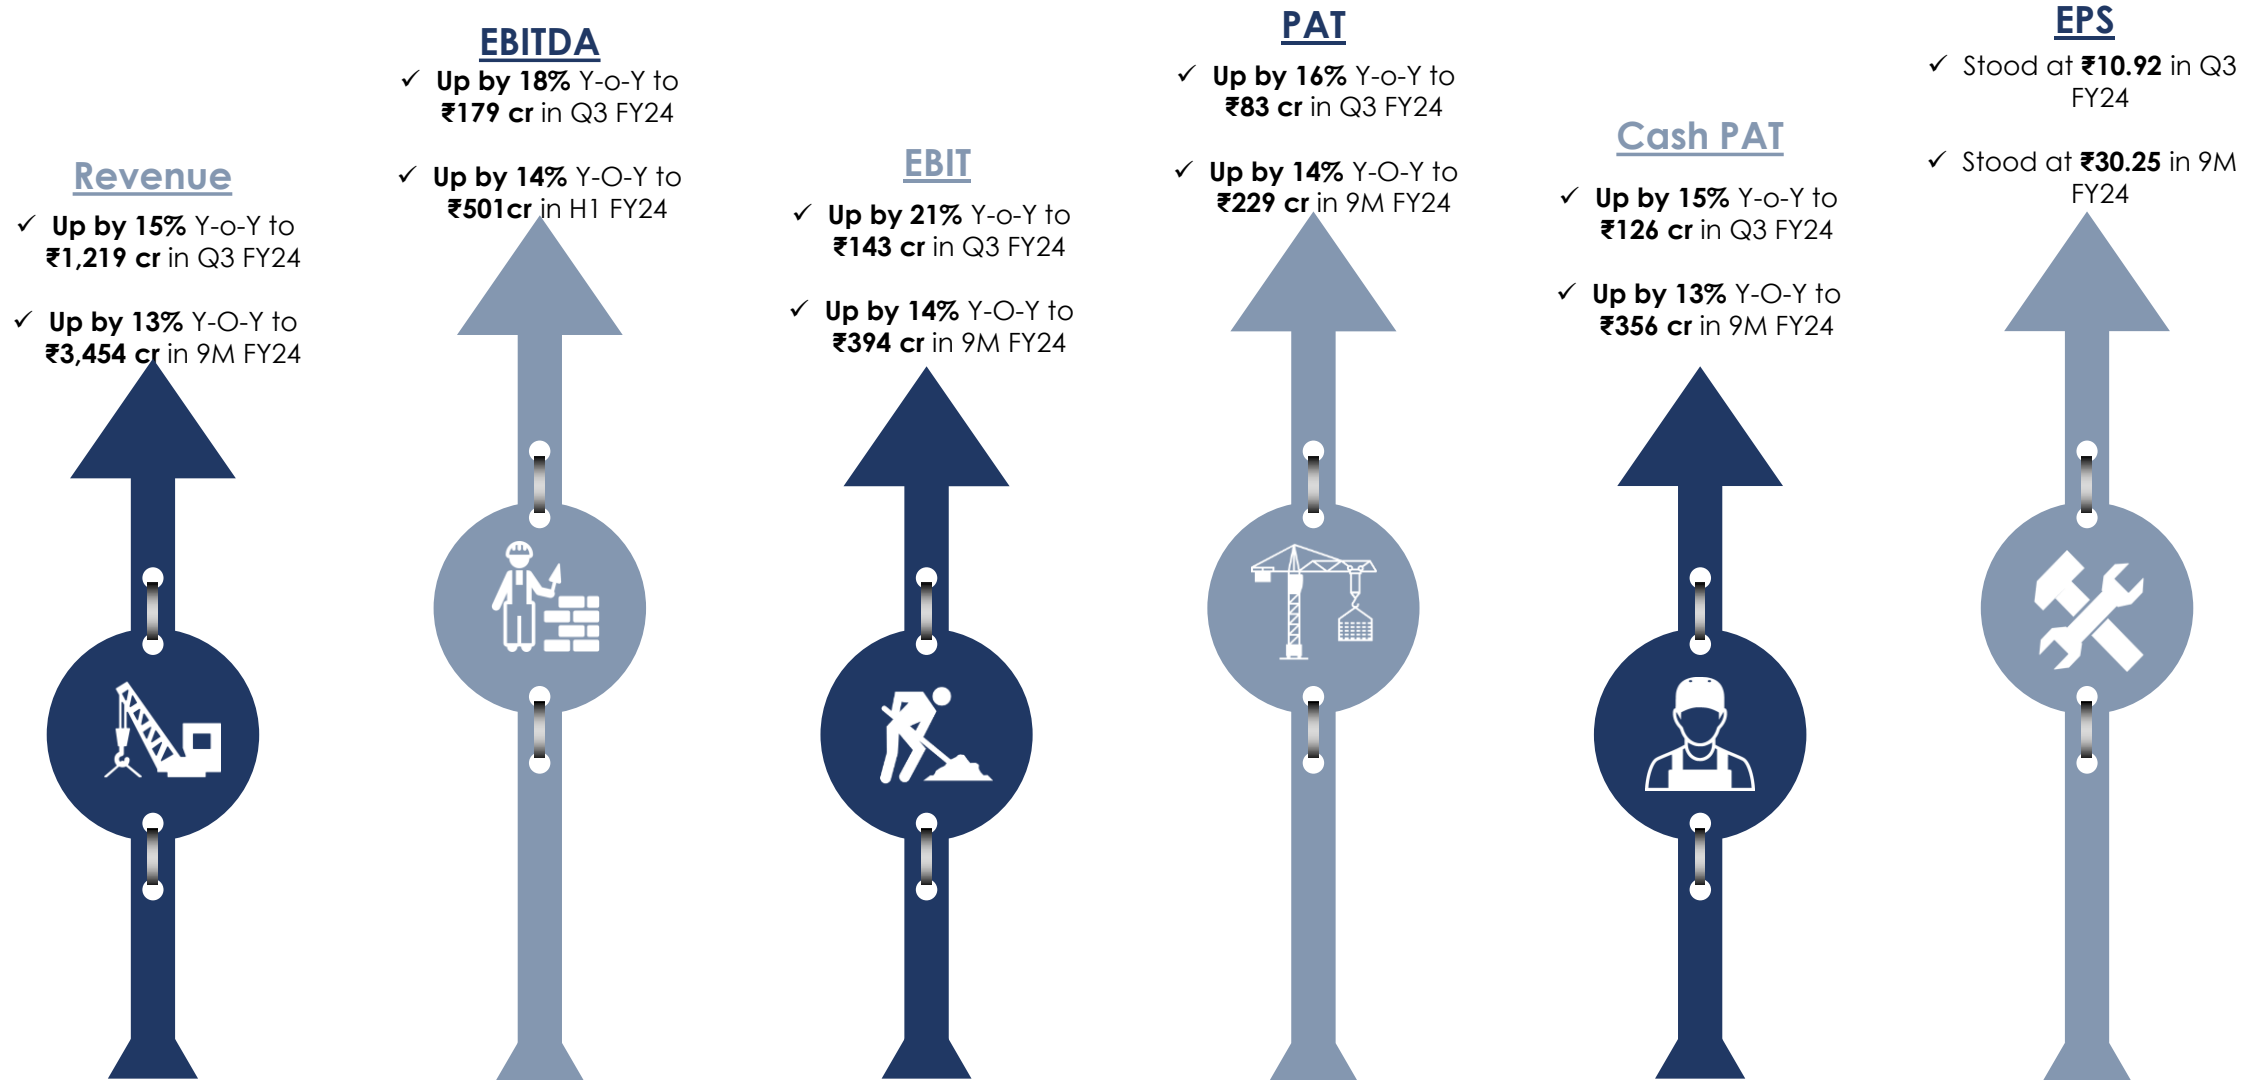 Revenue
✓ Up by 15% Y-o-Y to
₹1,219 cr in Q3 FY24
✓ Up by 13% Y-O-Y to
₹3,454 cr in 9M FY24
EBITDA
✓ Up by 18% Y-o-Y to
₹179 cr in Q3 FY24
✓ Up by 14% Y-O-Y to
₹501cr in H1 FY24
EBIT
✓ Up by 21% Y-o-Y to
₹143 cr in Q3 FY24
✓ Up by 14% Y-O-Y to
₹394 cr in 9M FY24
PAT
✓ Up by 16% Y-o-Y to
₹83 cr in Q3 FY24
✓ Up by 14% Y-O-Y to
₹229 cr in 9M FY24
Cash PAT
✓ Up by 15% Y-o-Y to
₹126 cr in Q3 FY24
✓ Up by 13% Y-O-Y to
₹356 cr in 9M FY24
EPS
✓ Stood at ₹10.92 in Q3
FY24
✓ Stood at ₹30.25 in 9M
FY24